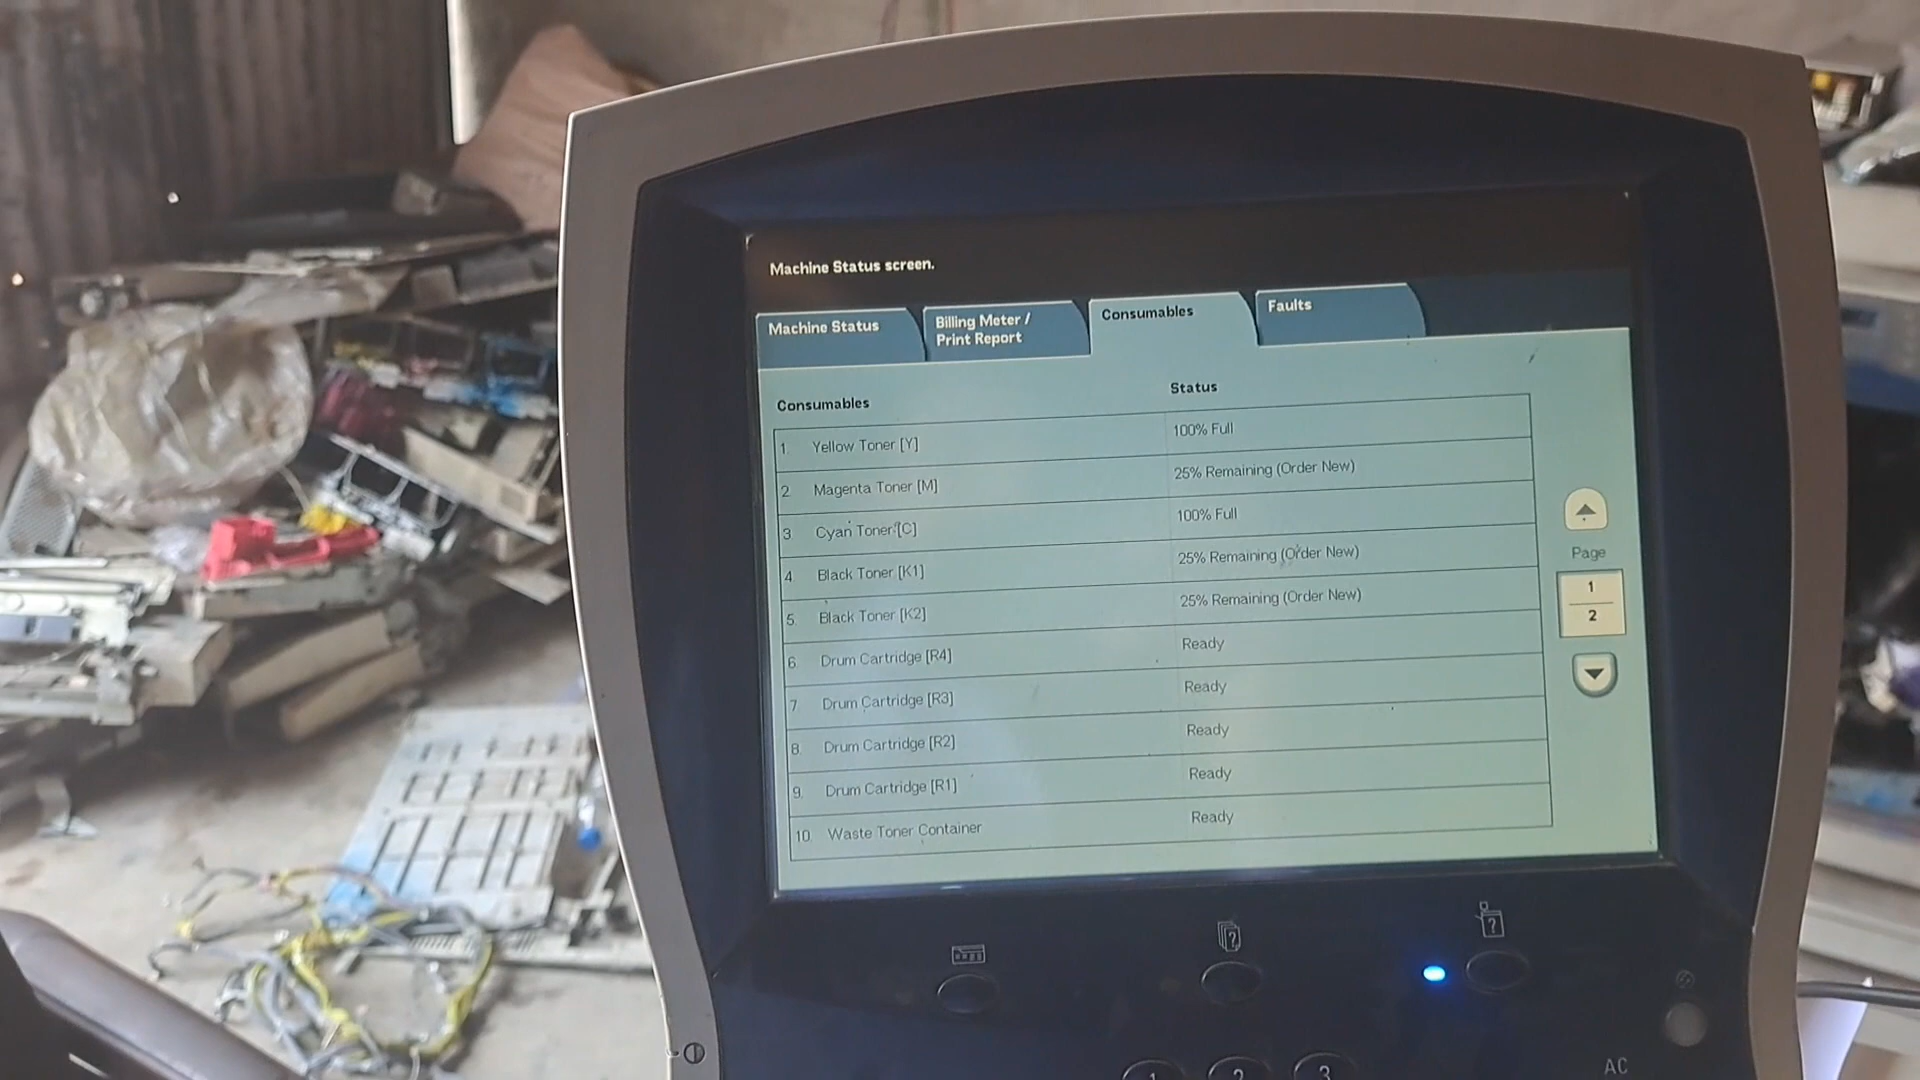 Machine Status screen.
Machine Status
Billing Meter /
Print Report
Consumables
Faults
Consumables Status
1. Yellow Toner [Y] 100% Full
2. Magenta Toner [M] 25% Remaining (Order New)
3. Cyan Toner [C] 100% Full
4. Black Toner [K1] 25% Remaining (Order New)
5. Black Toner [K2] 25% Remaining (Order New)
6. Drum Cartridge [R4] Ready
7. Drum Cartridge [R3] Ready
8. Drum Cartridge [R2] Ready
9. Drum Cartridge [R1] Ready
10. Waste Toner Container Ready
Page
1
2
1 2 3
AC